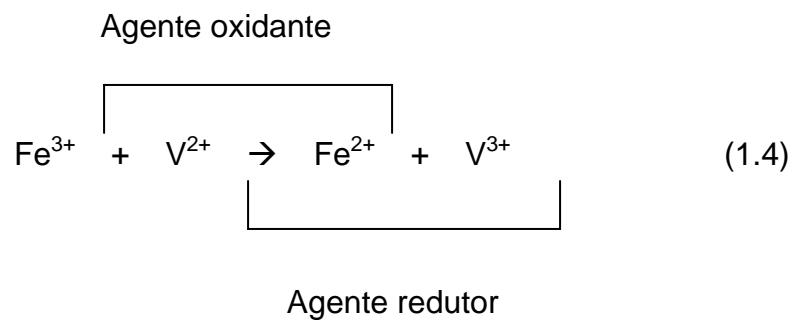 Agente oxidante
Fe³⁺ + V²⁺ → Fe²⁺ + V³⁺ (1.4)
Agente redutor